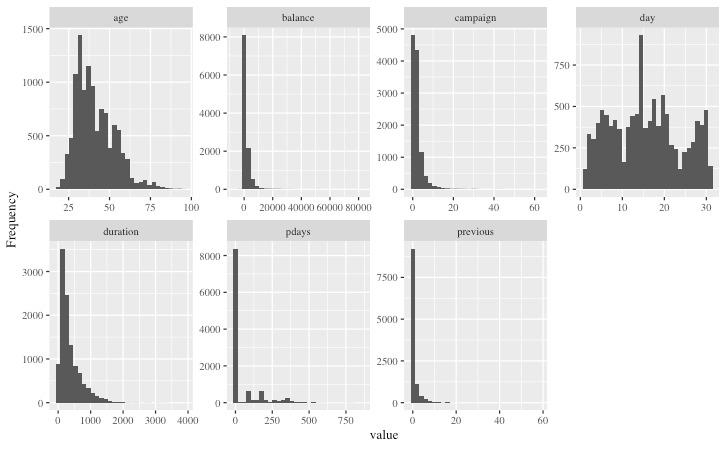 age balance campaign day
1500 8000 5000
1000 6000 4000 750
4000 3000 500
500 2000 2000 250
1000
0 0 0 0
25 50 75 100 0 20000 40000 60000 80000 0 20 40 60 0 10 20 30
Frequency
duration pdays previous
3000 8000 7500
2000 6000 5000
1000 4000 2500
2000
0 0 0
0 1000 2000 3000 4000 0 250 500 750 0 20 40 60
value